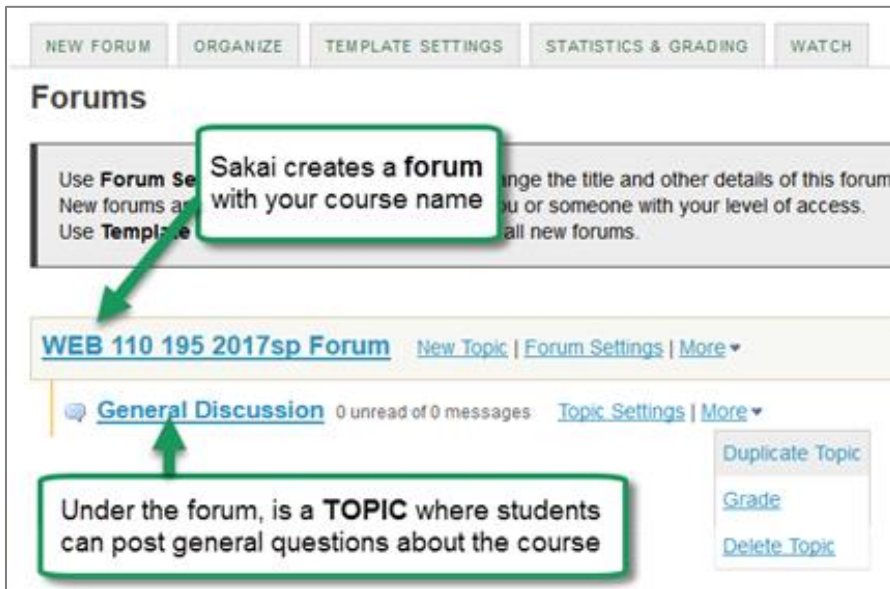 NEW FORUM ORGANIZE TEMPLATE SETTINGS STATISTICS & GRADING WATCH
Forums
Sakai creates a forum
with your course name
Use Forum Se ange the title and other details of this forum
New forums a u or someone with your level of access.
Use Template all new forums.
WEB 110 195 2017sp Forum New Topic | Forum Settings | More
General Discussion 0 unread of 0 messages Topic Settings | More
Duplicate Topic
Grade
Delete Topic
Under the forum, is a TOPIC where students
can post general questions about the course